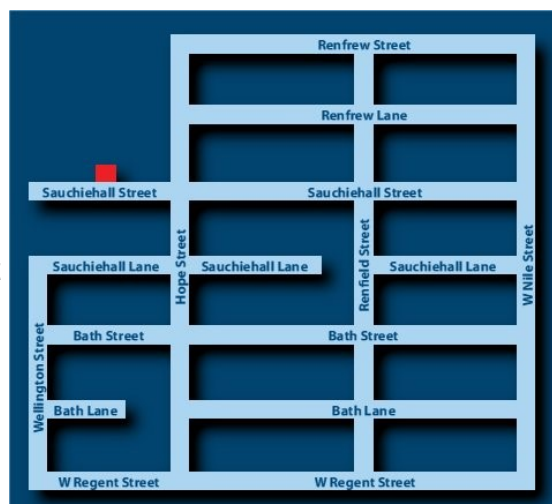 Renfrew Street
Renfrew Lane
Sauchiehall Street
Sauchiehall Street
Hope Street
Renfield Street
W Nile Street
Sauchiehall Lane
Sauchiehall Lane
Sauchiehall Lane
Wellington Street
Bath Street
Bath Street
Bath Lane
Bath Lane
W Regent Street
W Regent Street